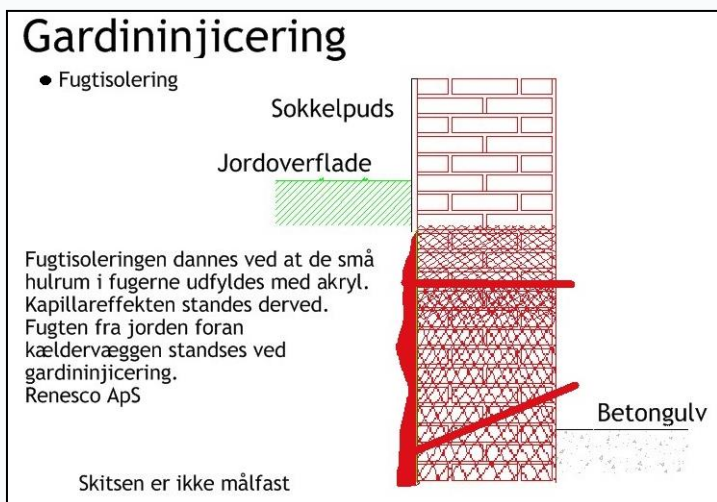 Gardininjicering
• Fugtisolering
Sokkelpuds
Jordoverflade
Fugtisoleringen dannes ved at de små
hulrum i fugerne udfyldes med akryl.
Kapillareffekten standes derved.
Fugten fra jorden foran
kældervæggen standses ved
gardininjicering.
Renesco ApS
Betongulv
Skitsen er ikke målfast